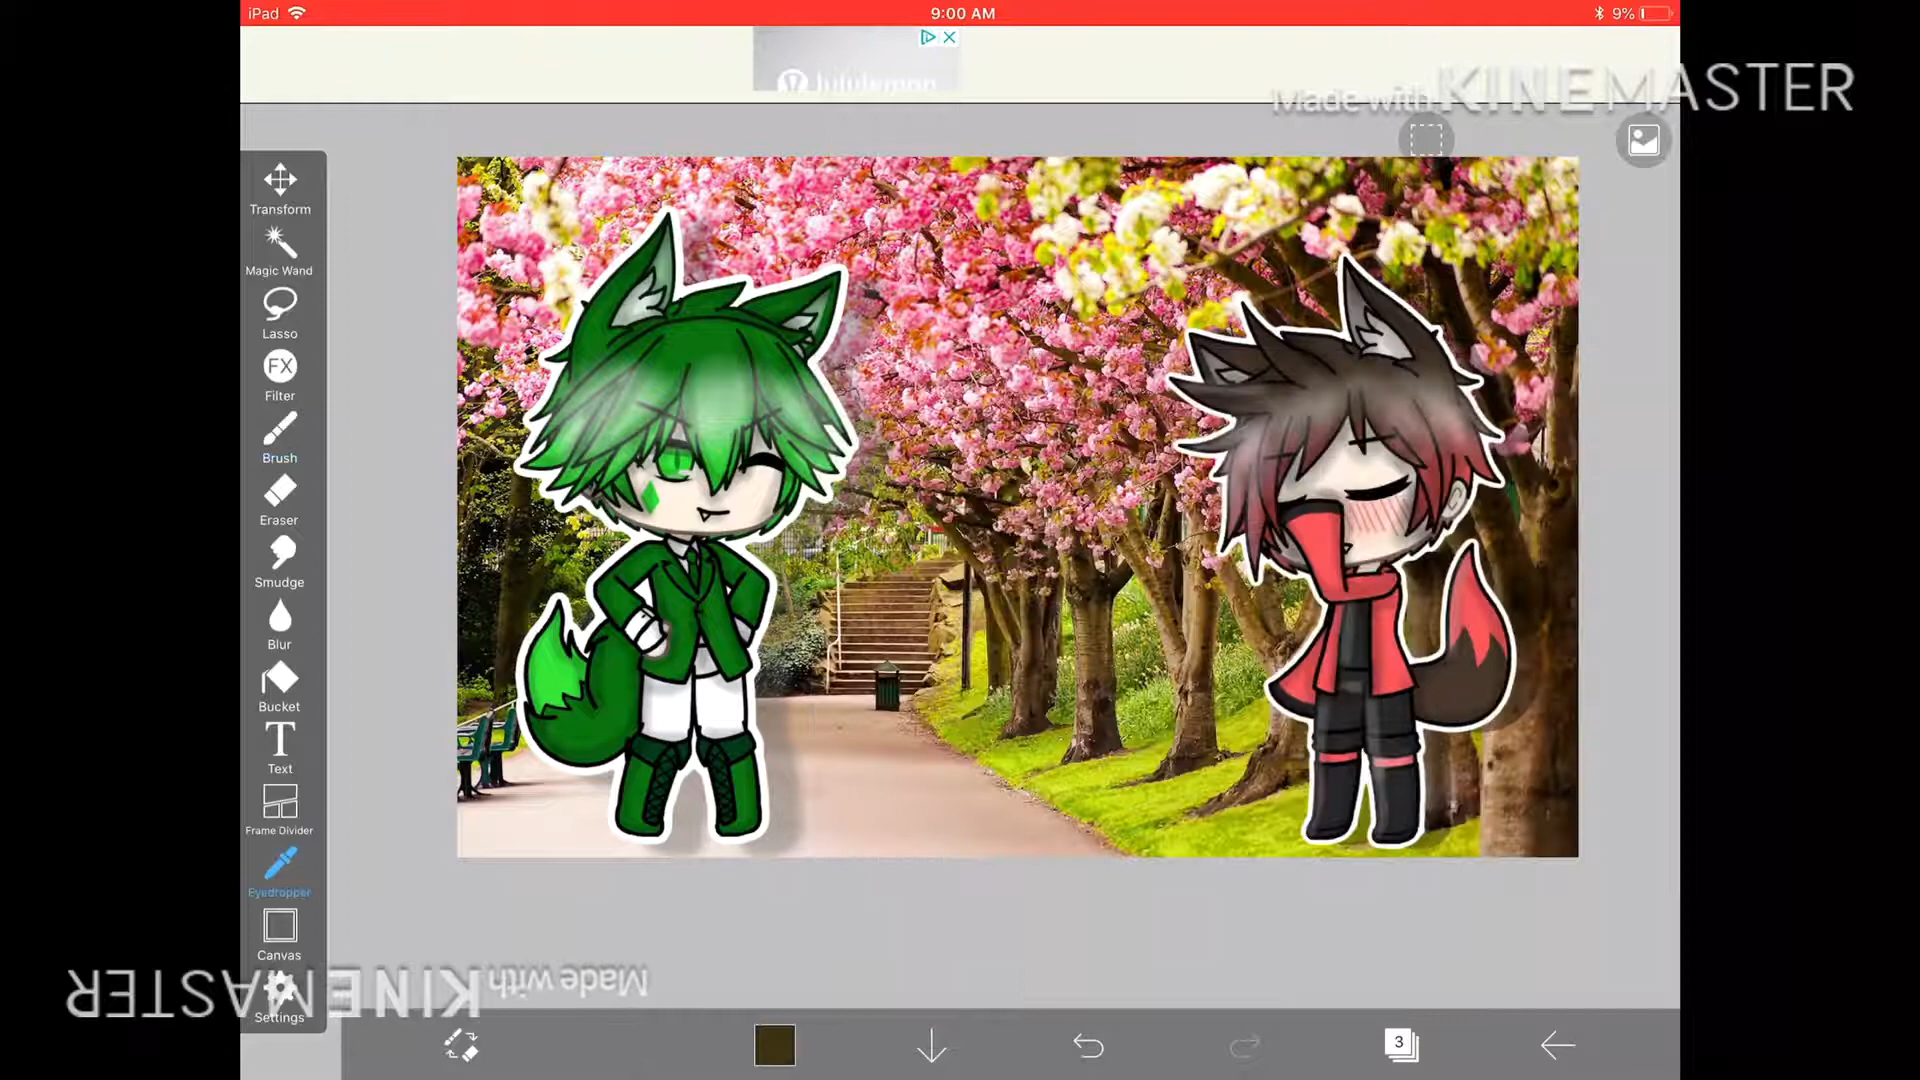 iPad
9:00 AM
9%
lululemon
Made with KINEMASTER
Transform
Magic Wand
Lasso
FX
Filter
Brush
Eraser
Smudge
Blur
Bucket
T
Text
Frame Divider
Eyedropper
Canvas
Made with KINEMASTER
Settings
3